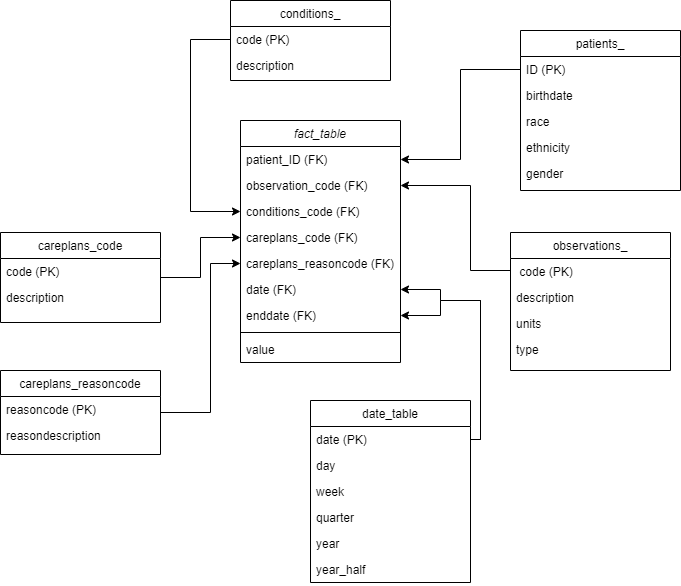 conditions_
code (PK)
description
patients_
ID (PK)
birthdate
race
ethnicity
gender
fact_table
patient_ID (FK)
observation_code (FK)
conditions_code (FK)
careplans_code (FK)
careplans_reasoncode (FK)
date (FK)
enddate (FK)
value
careplans_code
code (PK)
description
observations_
code (PK)
description
units
type
careplans_reasoncode
reasoncode (PK)
reasondescription
date_table
date (PK)
day
week
quarter
year
year_half